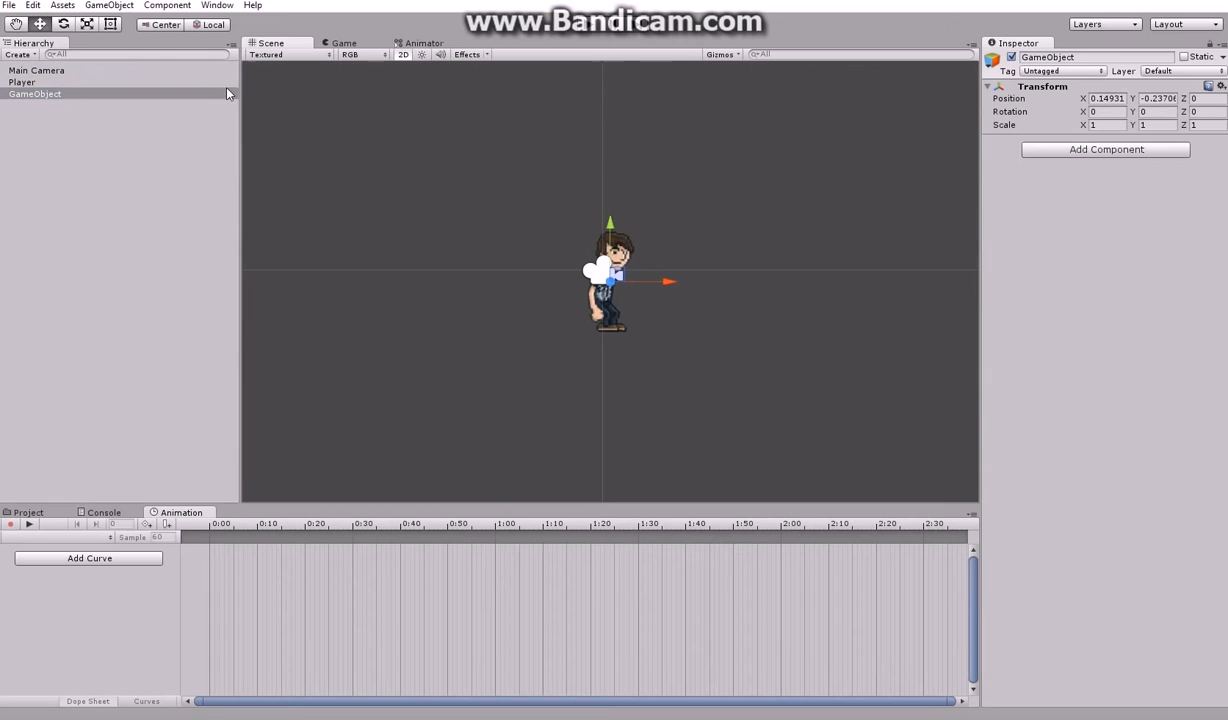 File Edit Assets GameObject Component Window Help
www.Bandicam.com
Center Local Layers Layout
Hierarchy Scene Game Animator Inspector
Create All Textured RGB 2D Effects Gizmos All
GameObject Static
Main Camera
Tag Untagged Layer Default
Player
Transform
GameObject
Position X 0.14931 Y -0.2370 Z 0
Rotation X 0 Y 0 Z 0
Scale X 1 Y 1 Z 1
Add Component
Project Console Animation
0 0:00 0:10 0:20 0:30 0:40 0:50 1:00 1:10 1:20 1:30 1:40 1:50 2:00 2:10 2:20 2:30
Sample 60
Add Curve
Dope Sheet Curves